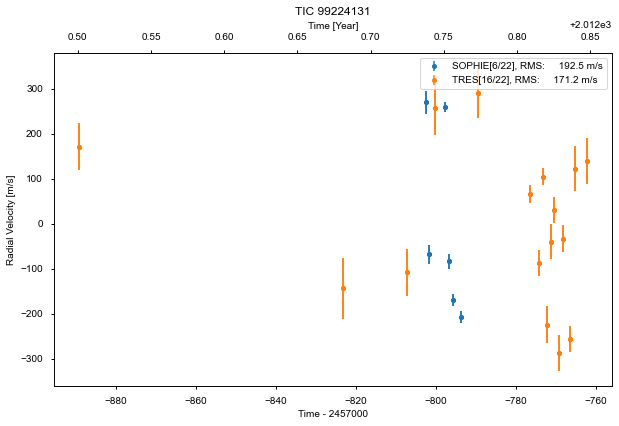 TIC 99224131
Time [Year]
+2.012e3
0.50 0.55 0.60 0.65 0.70 0.75 0.80 0.85
SOPHIE[6/22], RMS: 192.5 m/s
TRES[16/22], RMS: 171.2 m/s
300
200
100
0
−100
−200
−300
Radial Velocity [m/s]
−880 −860 −840 −820 −800 −780 −760
Time - 2457000